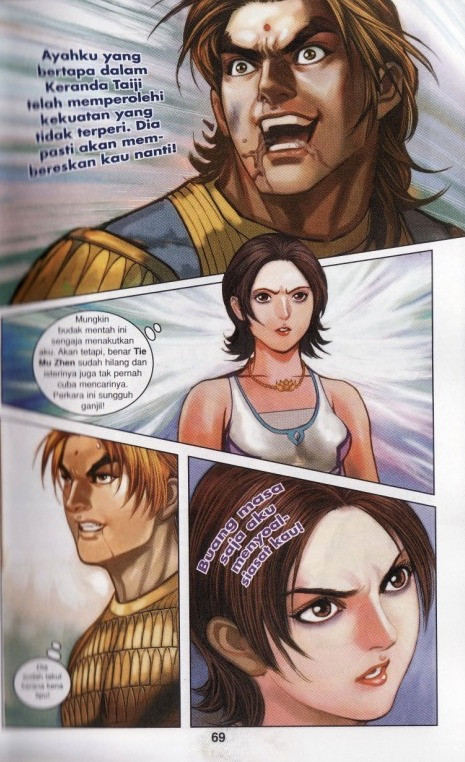 Ayahku yang
bertapa dalam
Keranda Taiji
telah memperolehi
kekuatan yang
tidak terperi. Dia
pasti akan mem-
bereskan kau nanti!
Mungkin
budak mentah ini
sengaja menakutkan
aku. Akan tetapi, benar Tie
Mu Zhen sudah hilang dan
isterinya juga tak pernah
cuba mencarinya.
Perkara ini sungguh
ganjil!
Buang masa
saja aku
menyoal-
siasat kau!
Dia
sudah takut
kerana kena
tipu!
69